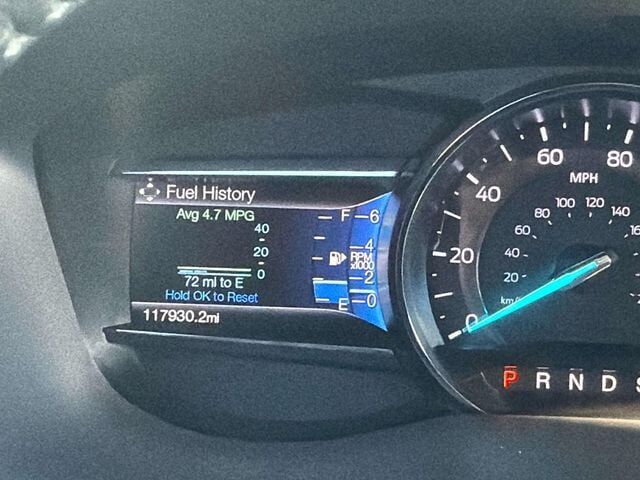 Fuel History
Avg 4.7 MPG
40
20
0
72 mi to E
Hold OK to Reset
117930.2mi
F 6
4
RPM
x1000
2
E 0
0 20 40 60 80
MPH
20 40 60 80 100 120 140
km/
P R N D